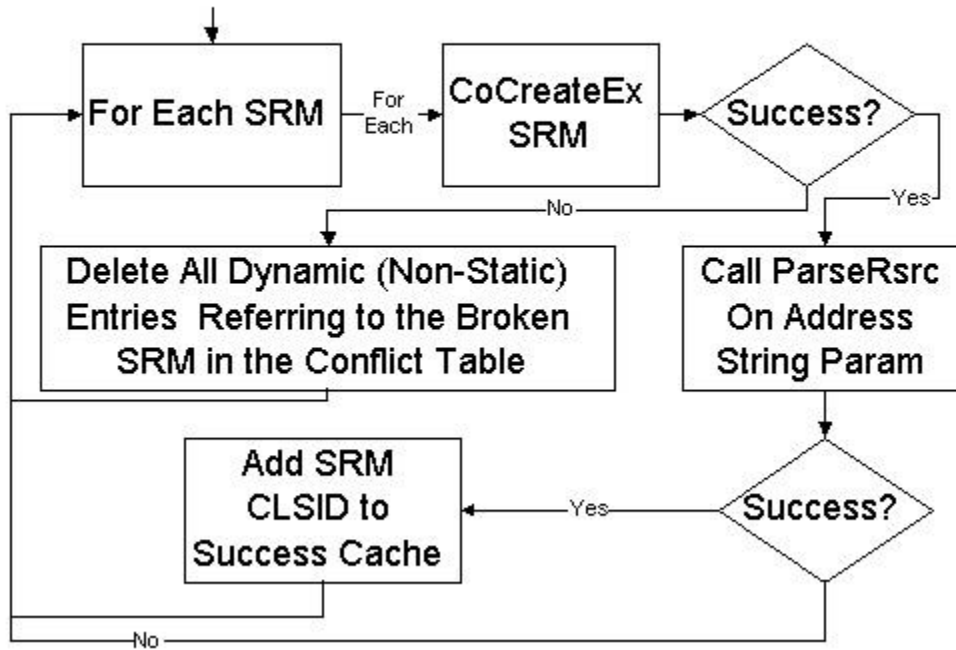 For Each SRM
For
Each
CoCreateEx
SRM
Success?
No
Yes
Delete All Dynamic (Non-Static)
Entries Referring to the Broken
SRM in the Conflict Table
Call ParseRsrc
On Address
String Param
Add SRM
CLSID to
Success Cache
Yes
Success?
No